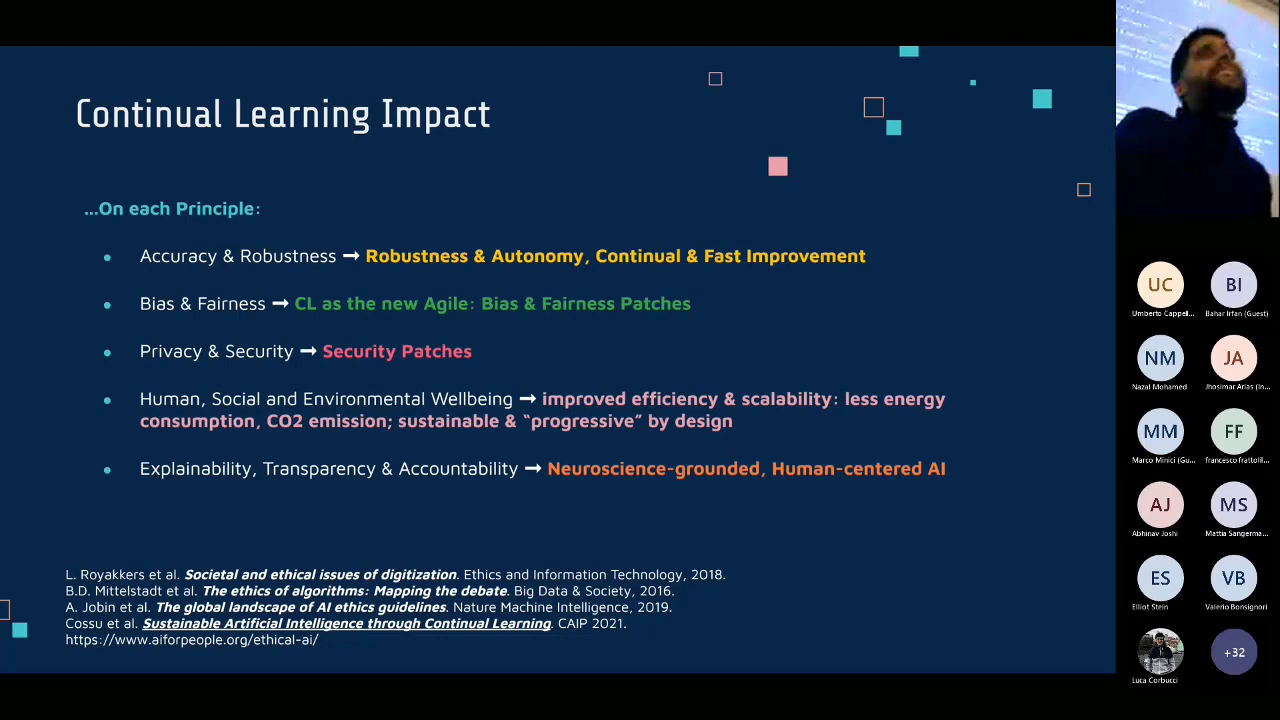 Continual Learning Impact
...On each Principle:
Accuracy & Robustness ➞ Robustness & Autonomy, Continual & Fast Improvement
Bias & Fairness ➞ CL as the new Agile: Bias & Fairness Patches
Privacy & Security ➞ Security Patches
Human, Social and Environmental Wellbeing ➞ improved efficiency & scalability: less energy
consumption, CO2 emission; sustainable & “progressive” by design
Explainability, Transparency & Accountability ➞ Neuroscience-grounded, Human-centered AI
L. Royakkers et al. Societal and ethical issues of digitization. Ethics and Information Technology, 2018.
B.D. Mittelstadt et al. The ethics of algorithms: Mapping the debate. Big Data & Society, 2016.
A. Jobin et al. The global landscape of AI ethics guidelines. Nature Machine Intelligence, 2019.
Cossu et al. Sustainable Artificial Intelligence through Continual Learning. CAIP 2021.
https://www.aiforpeople.org/ethical-ai/
UC
Umberto Cappell...
BI
Bahar Irfan (Guest)
NM
Nazal Mohamed
JA
Jhosimar Arias (In...
MM
Marco Minici (Gu...
FF
francesco frattolil...
AJ
Abhinav Joshi
MS
Mattia Sangerma...
ES
Elliot Stein
VB
Valerio Bonsignori
Luca Corbucci
+32